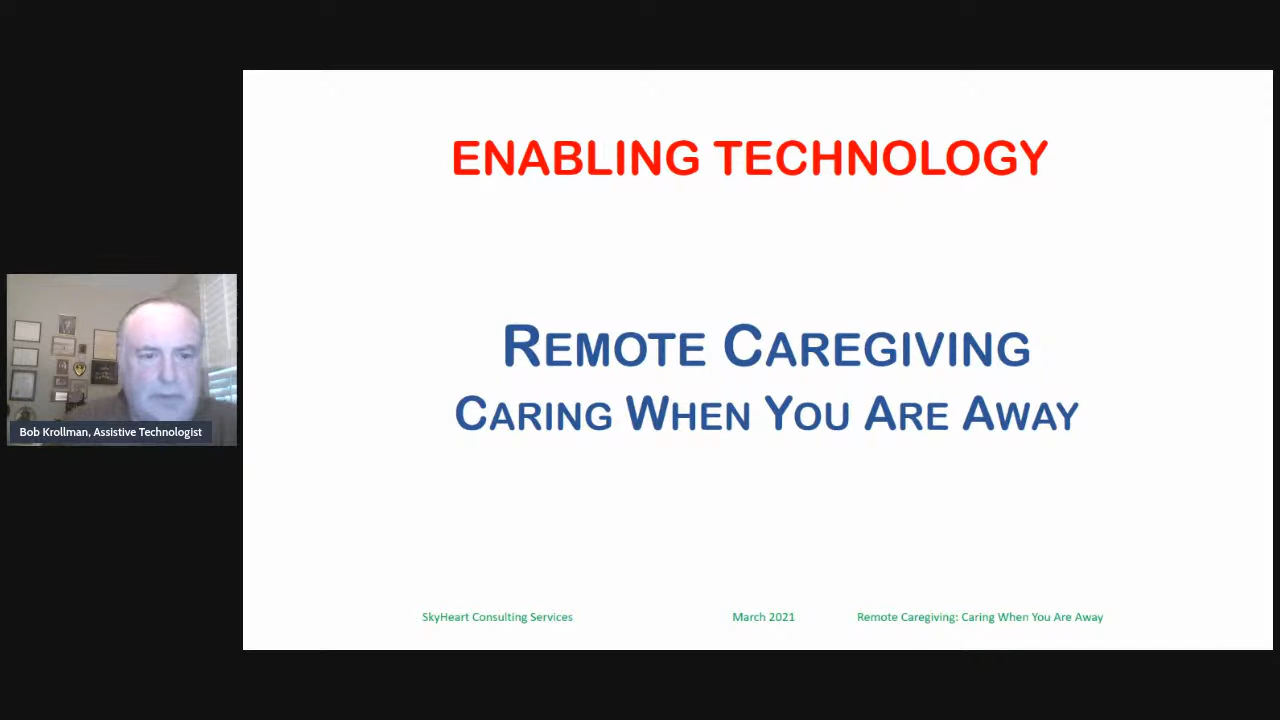 ENABLING TECHNOLOGY
REMOTE CAREGIVING
CARING WHEN YOU ARE AWAY
Bob Krollman, Assistive Technologist
SkyHeart Consulting Services
March 2021
Remote Caregiving: Caring When You Are Away